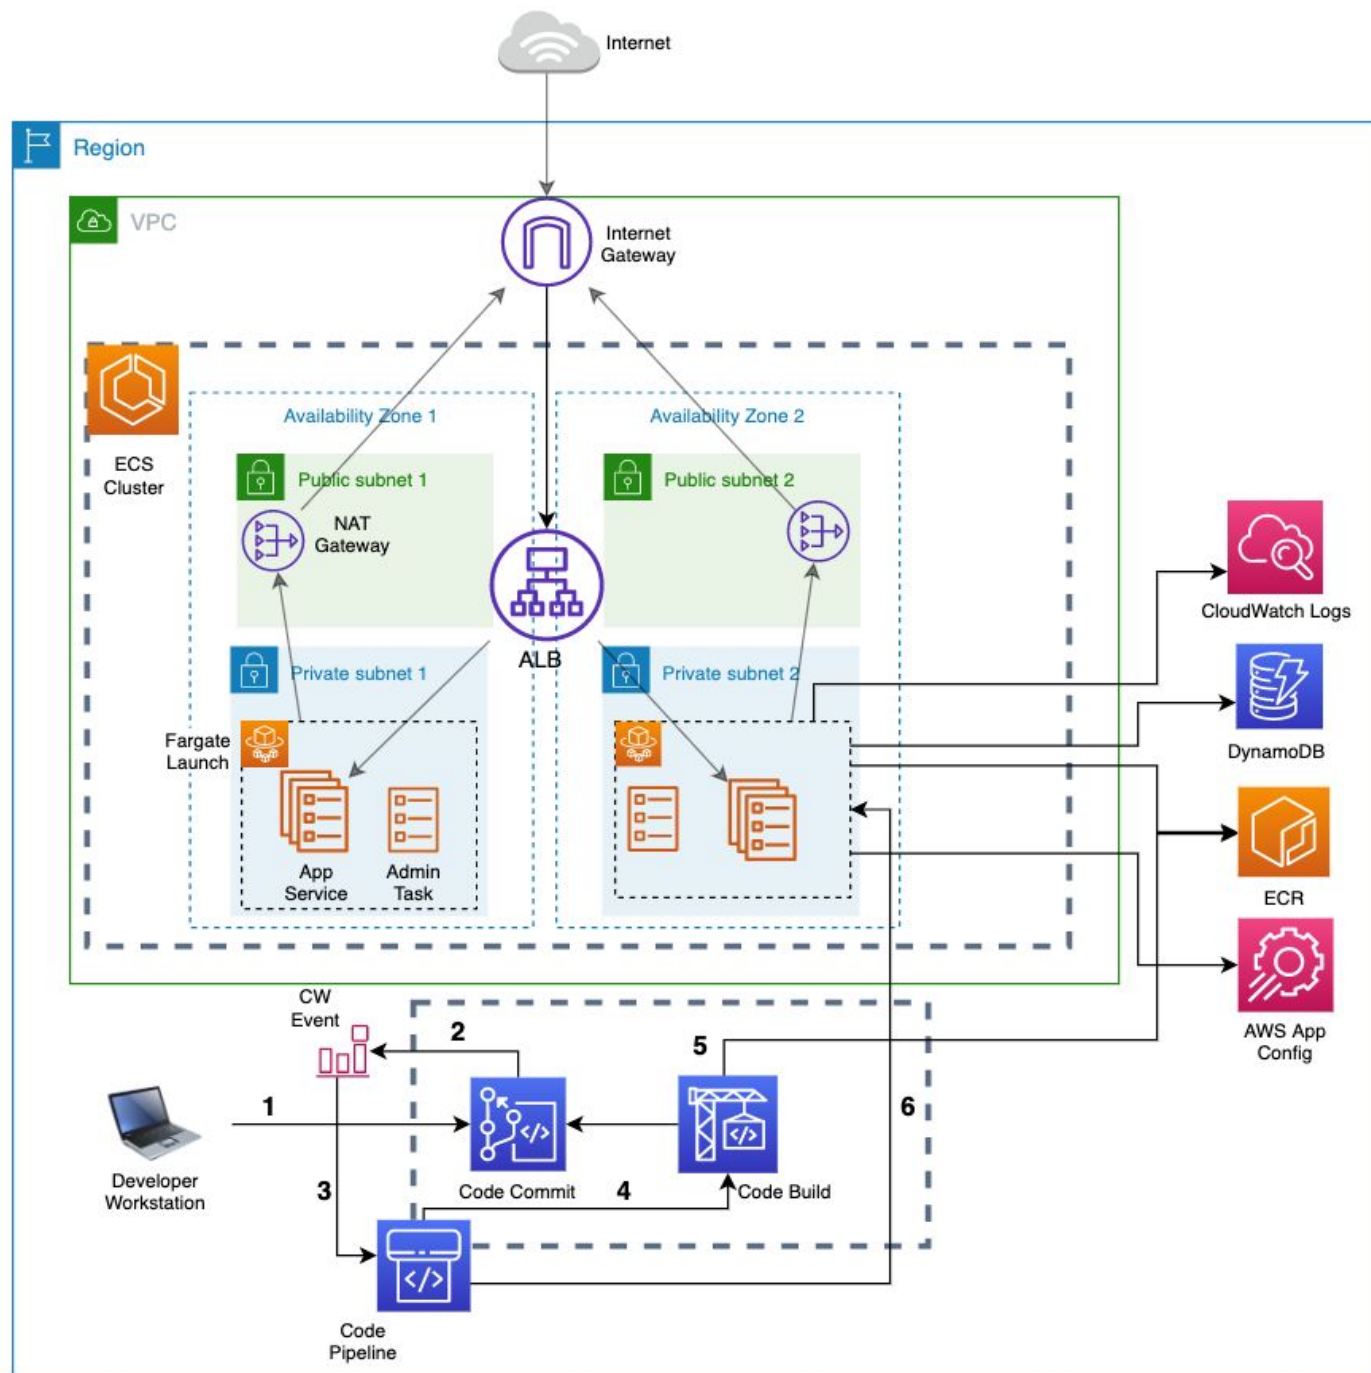 Internet
Region
VPC
Internet
Gateway
ECS
Cluster
Availability Zone 1
Availability Zone 2
Public subnet 1
Public subnet 2
NAT
Gateway
ALB
Private subnet 1
Private subnet 2
Fargate
Launch
App
Service
Admin
Task
CloudWatch Logs
DynamoDB
ECR
AWS App
Config
CW
Event
2
5
1
6
Developer
Workstation
3
Code Commit
4
Code Build
Code
Pipeline